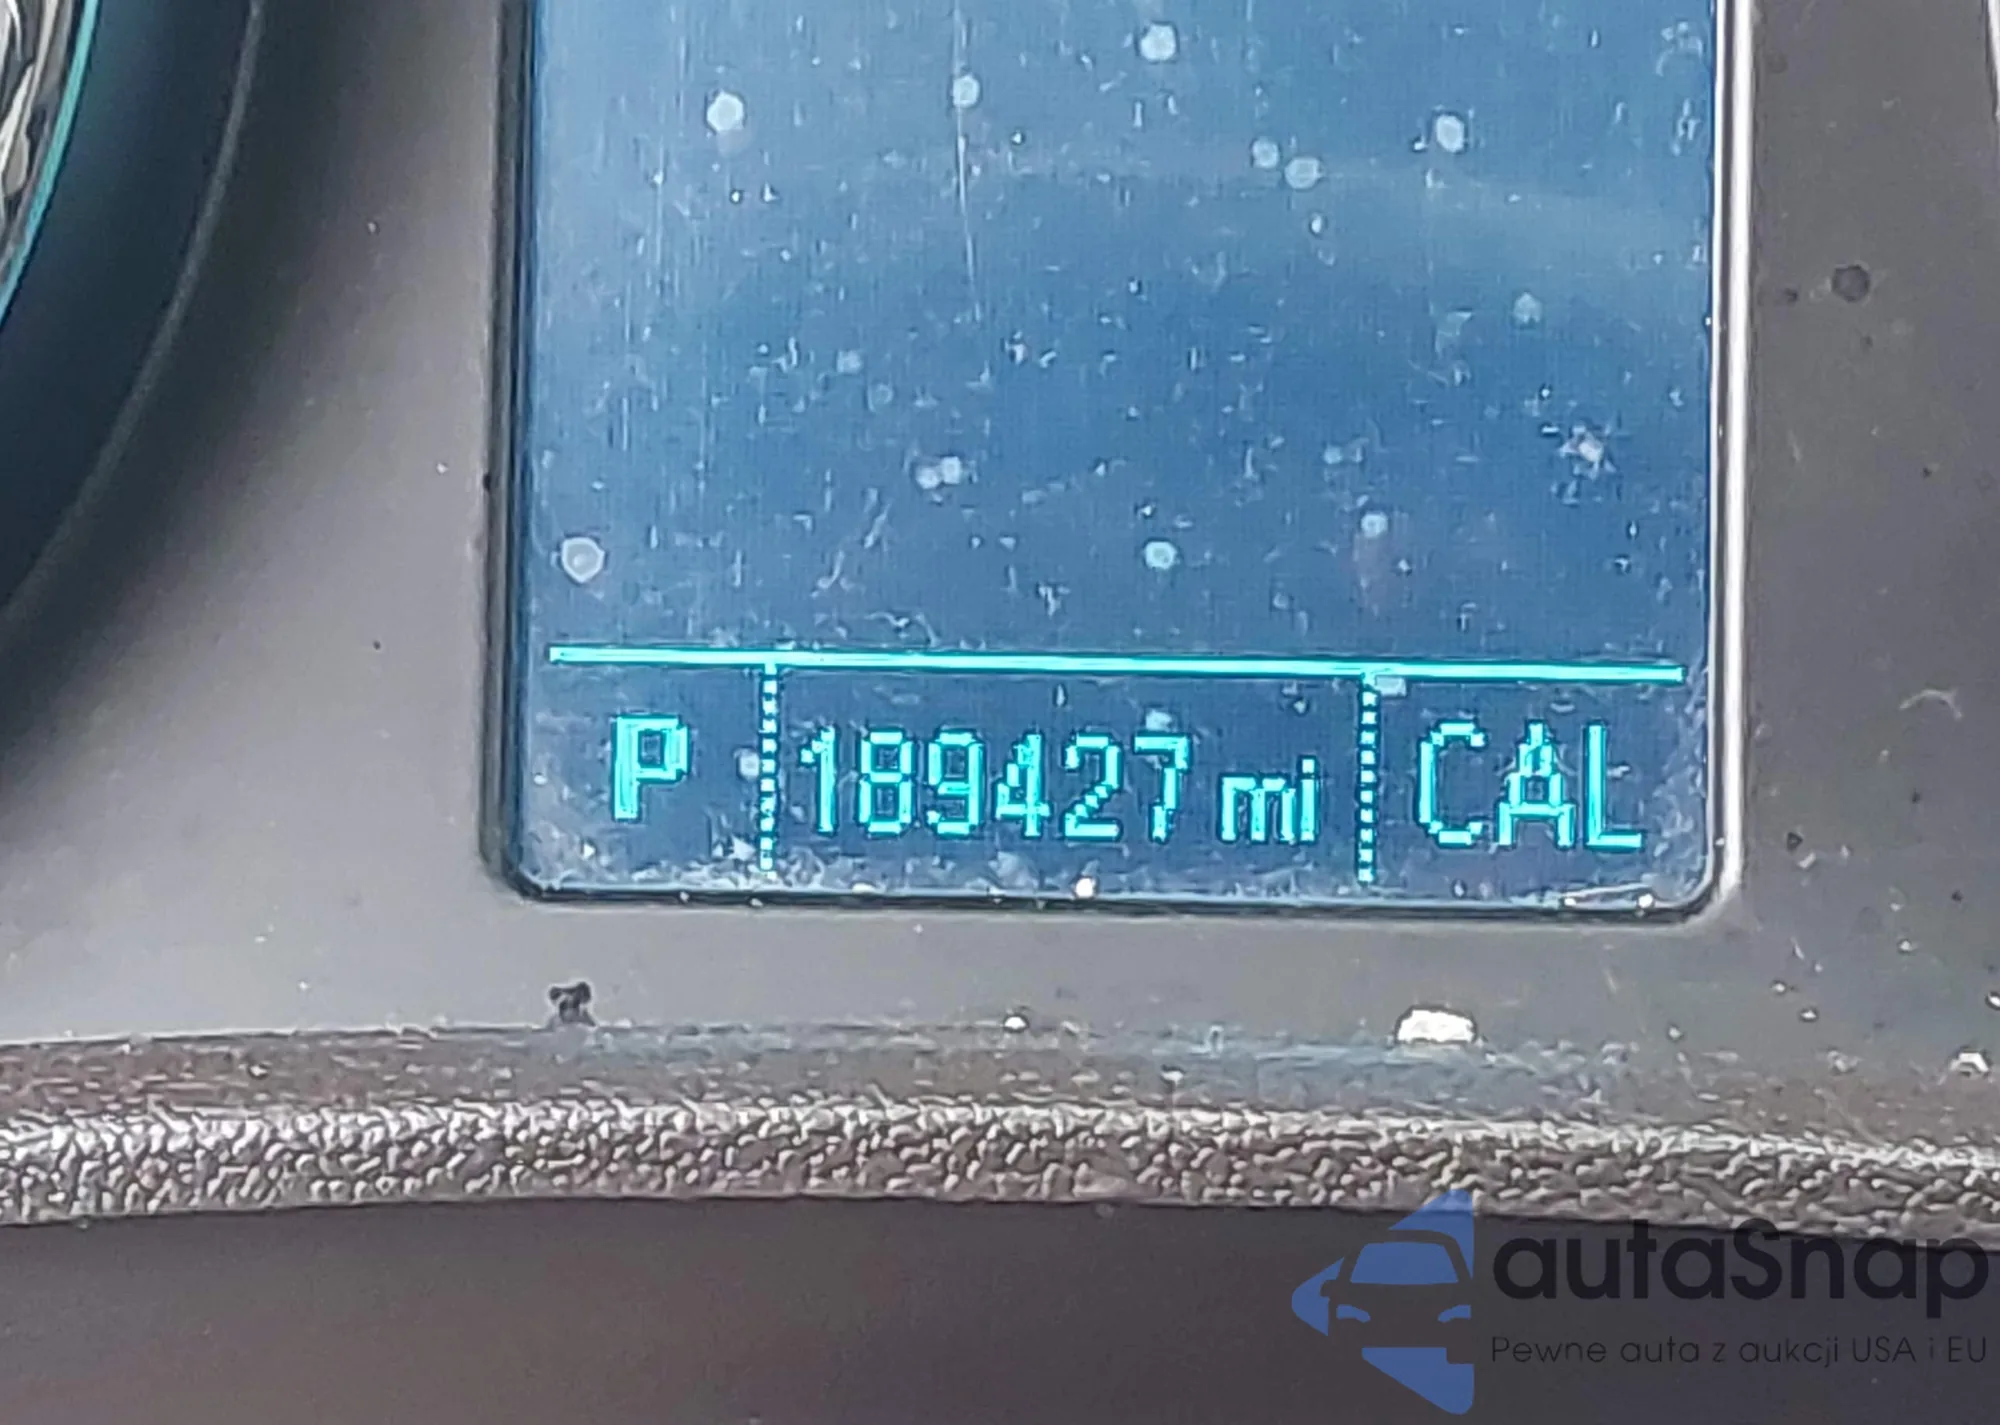 P 189427 mi CAL
autaSnap
Pewne auta z aukcji USA i EU